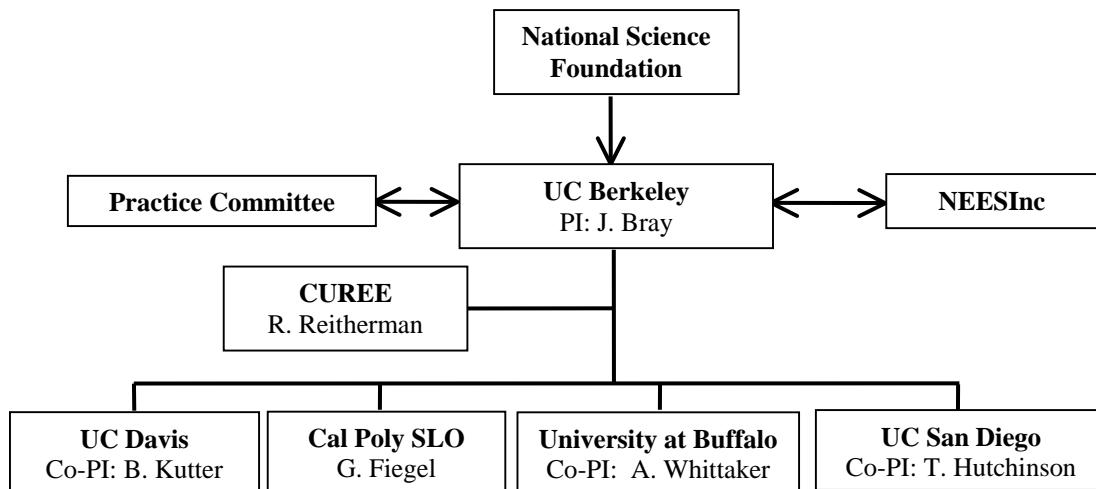 National Science
Foundation
Practice Committee
UC Berkeley
PI: J. Bray
NEESInc
CUREE
R. Reitherman
UC Davis
Co-PI: B. Kutter
Cal Poly SLO
G. Fiegel
University at Buffalo
Co-PI: A. Whittaker
UC San Diego
Co-PI: T. Hutchinson